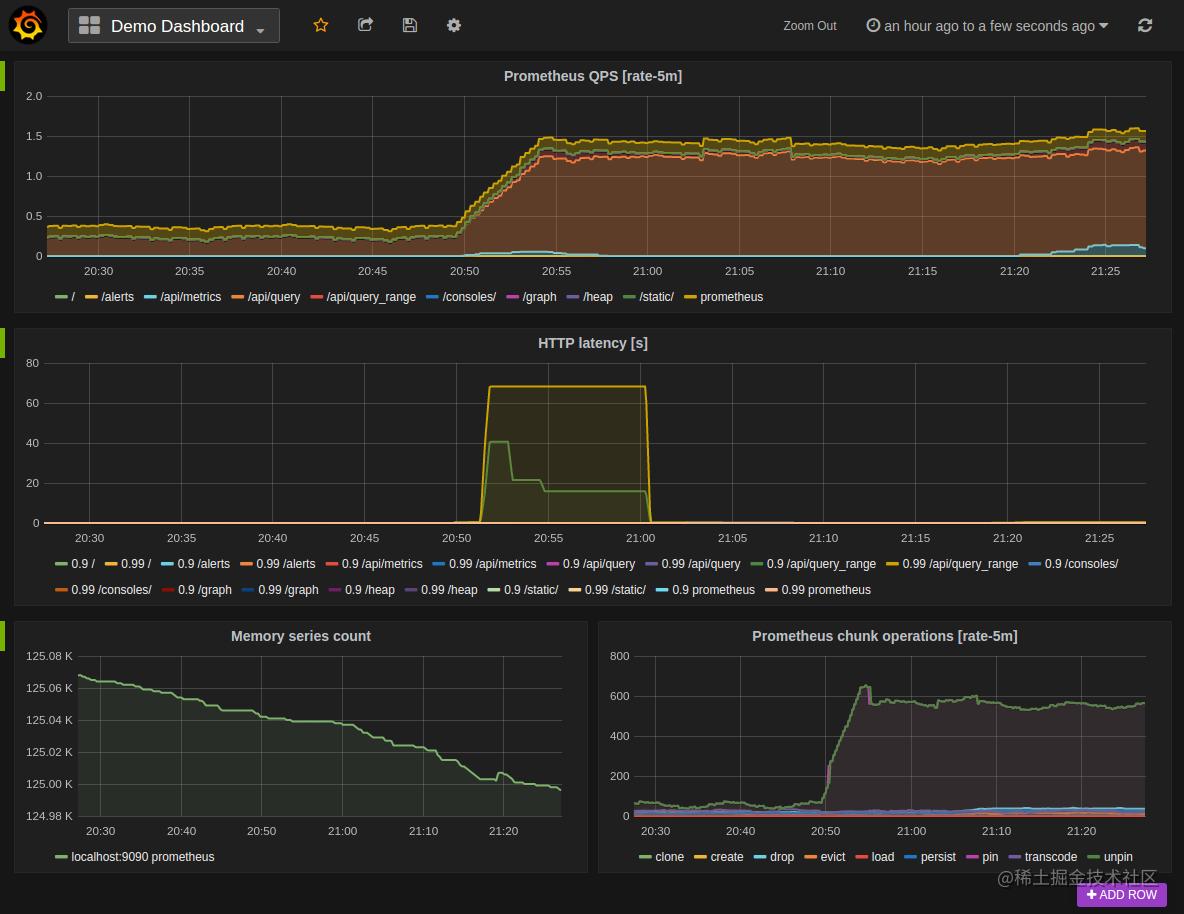 Demo Dashboard
Zoom Out
an hour ago to a few seconds ago
Prometheus QPS [rate-5m]
2.0
1.5
1.0
0.5
0
20:30 20:35 20:40 20:45 20:50 20:55 21:00 21:05 21:10 21:15 21:20 21:25
/ /alerts /api/metrics /api/query /api/query_range /consoles/ /graph /heap /static/ prometheus
HTTP latency [s]
80
60
40
20
0
20:30 20:35 20:40 20:45 20:50 20:55 21:00 21:05 21:10 21:15 21:20 21:25
0.9 / 0.99 / 0.9 /alerts 0.99 /alerts 0.9 /api/metrics 0.99 /api/metrics 0.9 /api/query 0.99 /api/query 0.9 /api/query_range 0.99 /api/query_range 0.9 /consoles/
0.99 /consoles/ 0.9 /graph 0.99 /graph 0.9 /heap 0.99 /heap 0.9 /static/ 0.99 /static/ 0.9 prometheus 0.99 prometheus
Memory series count
125.08 K
125.06 K
125.04 K
125.02 K
125.00 K
124.98 K
20:30 20:40 20:50 21:00 21:10 21:20
localhost:9090 prometheus
Prometheus chunk operations [rate-5m]
800
600
400
200
0
20:30 20:40 20:50 21:00 21:10 21:20
clone create drop evict load persist pin transcode unpin
@稀土掘金技术社区
ADD ROW